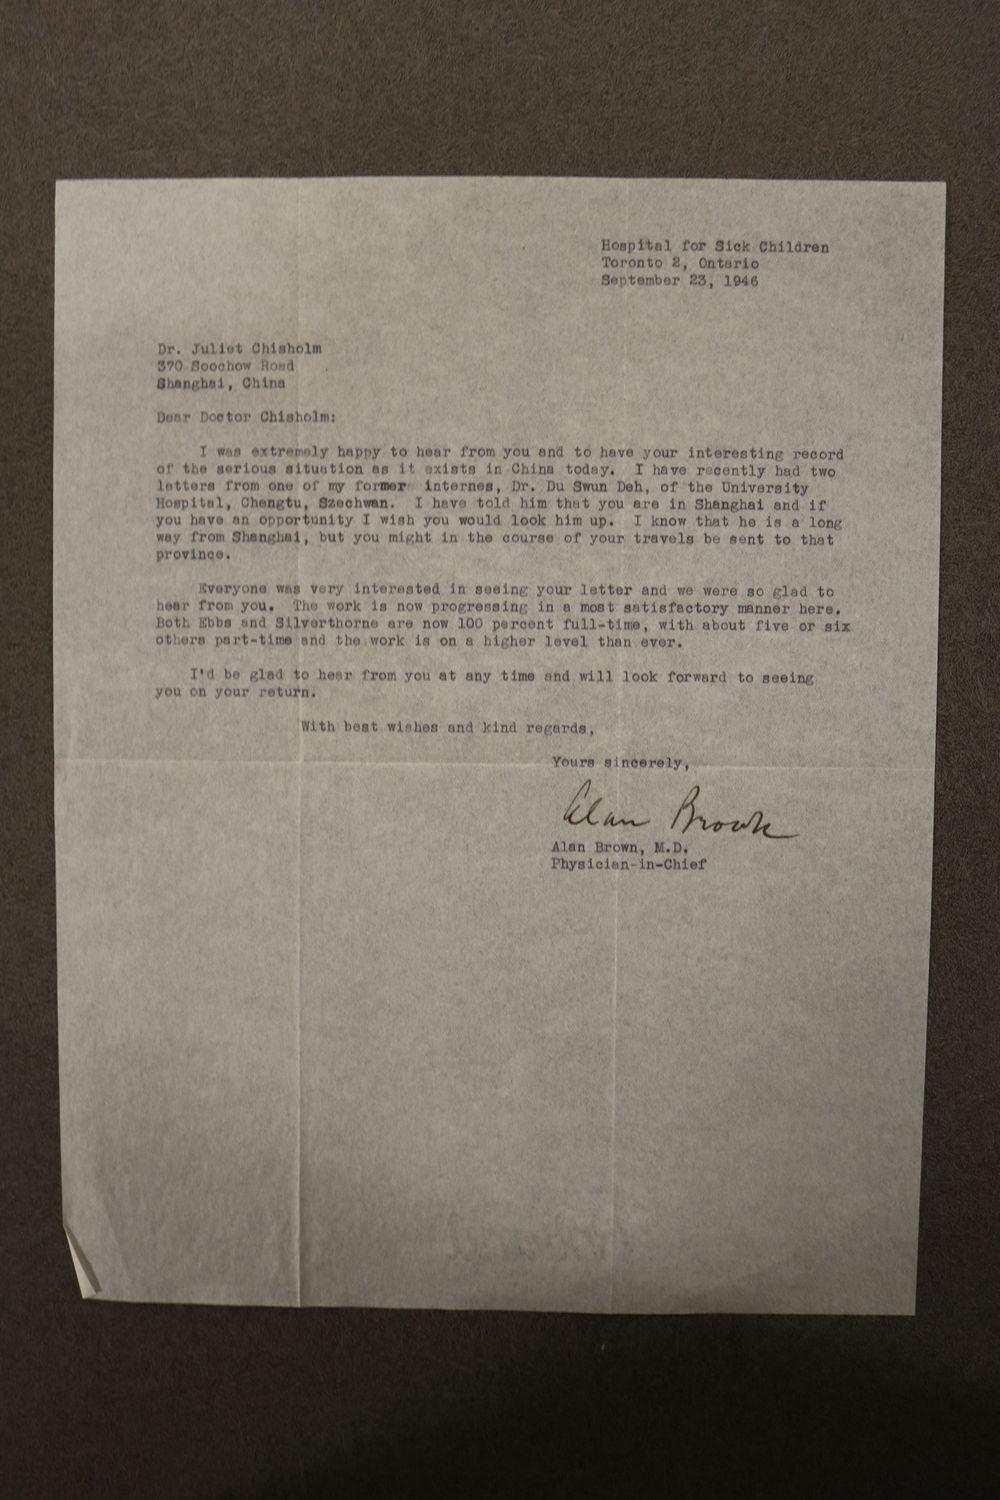 Hospital for Sick Children
Toronto 2, Ontario
September 23, 1946
Dr. Juliet Chisholm
370 Soochow Road
Shanghai, China
Dear Doctor Chisholm:
I was extremely happy to hear from you and to have your interesting record
of the serious situation as it exists in China today. I have recently had two
letters from one of my former internes, Dr. Du Swun Deh, of the University
Hospital, Chengtu, Szechwan. I have told him that you are in Shanghai and if
you have an opportunity I wish you would look him up. I know that he is a long
way from Shanghai, but you might in the course of your travels be sent to that
province.
Everyone was very interested in seeing your letter and we were so glad to
hear from you. The work is now progressing in a most satisfactory manner here.
Both Ebbs and Silverthorne are now 100 percent full-time, with about five or six
others part-time and the work is on a higher level than ever.
I'd be glad to hear from you at any time and will look forward to seeing
you on your return.
With best wishes and kind regards,
Yours sincerely,
Alan Brown
Alan Brown, M.D.
Physician-in-Chief